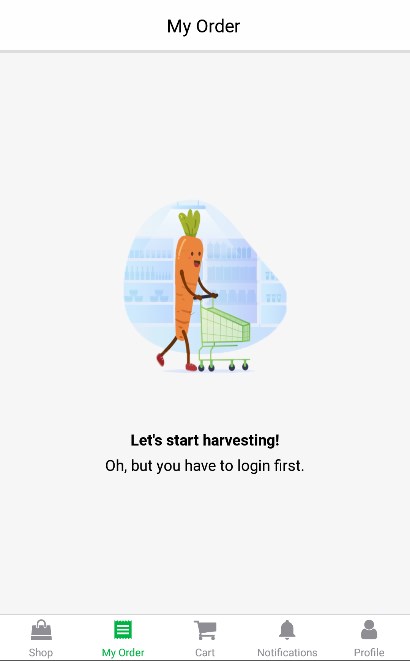 My Order
Let's start harvesting!
Oh, but you have to login first.
Shop
My Order
Cart
Notifications
Profile